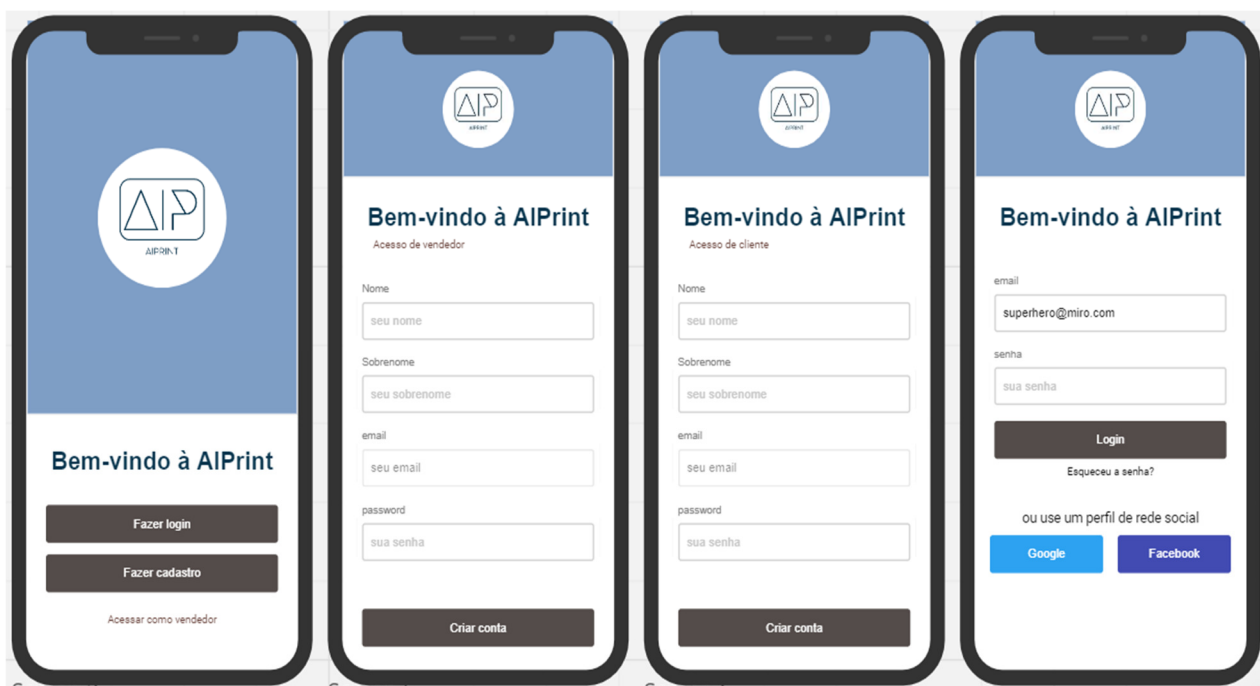 AIP
AIPRINT
Bem-vindo à AIPrint
Fazer login
Fazer cadastro
Acessar como vendedor
AIP
AIPRINT
Bem-vindo à AIPrint
Acesso de vendedor
Nome
seu nome
Sobrenome
seu sobrenome
email
seu email
password
sua senha
Criar conta
AIP
AIPRINT
Bem-vindo à AIPrint
Acesso de cliente
Nome
seu nome
Sobrenome
seu sobrenome
email
seu email
password
sua senha
Criar conta
AIP
AIPRINT
Bem-vindo à AIPrint
email
superhero@miro.com
senha
sua senha
Login
Esqueceu a senha?
ou use um perfil de rede social
Google
Facebook